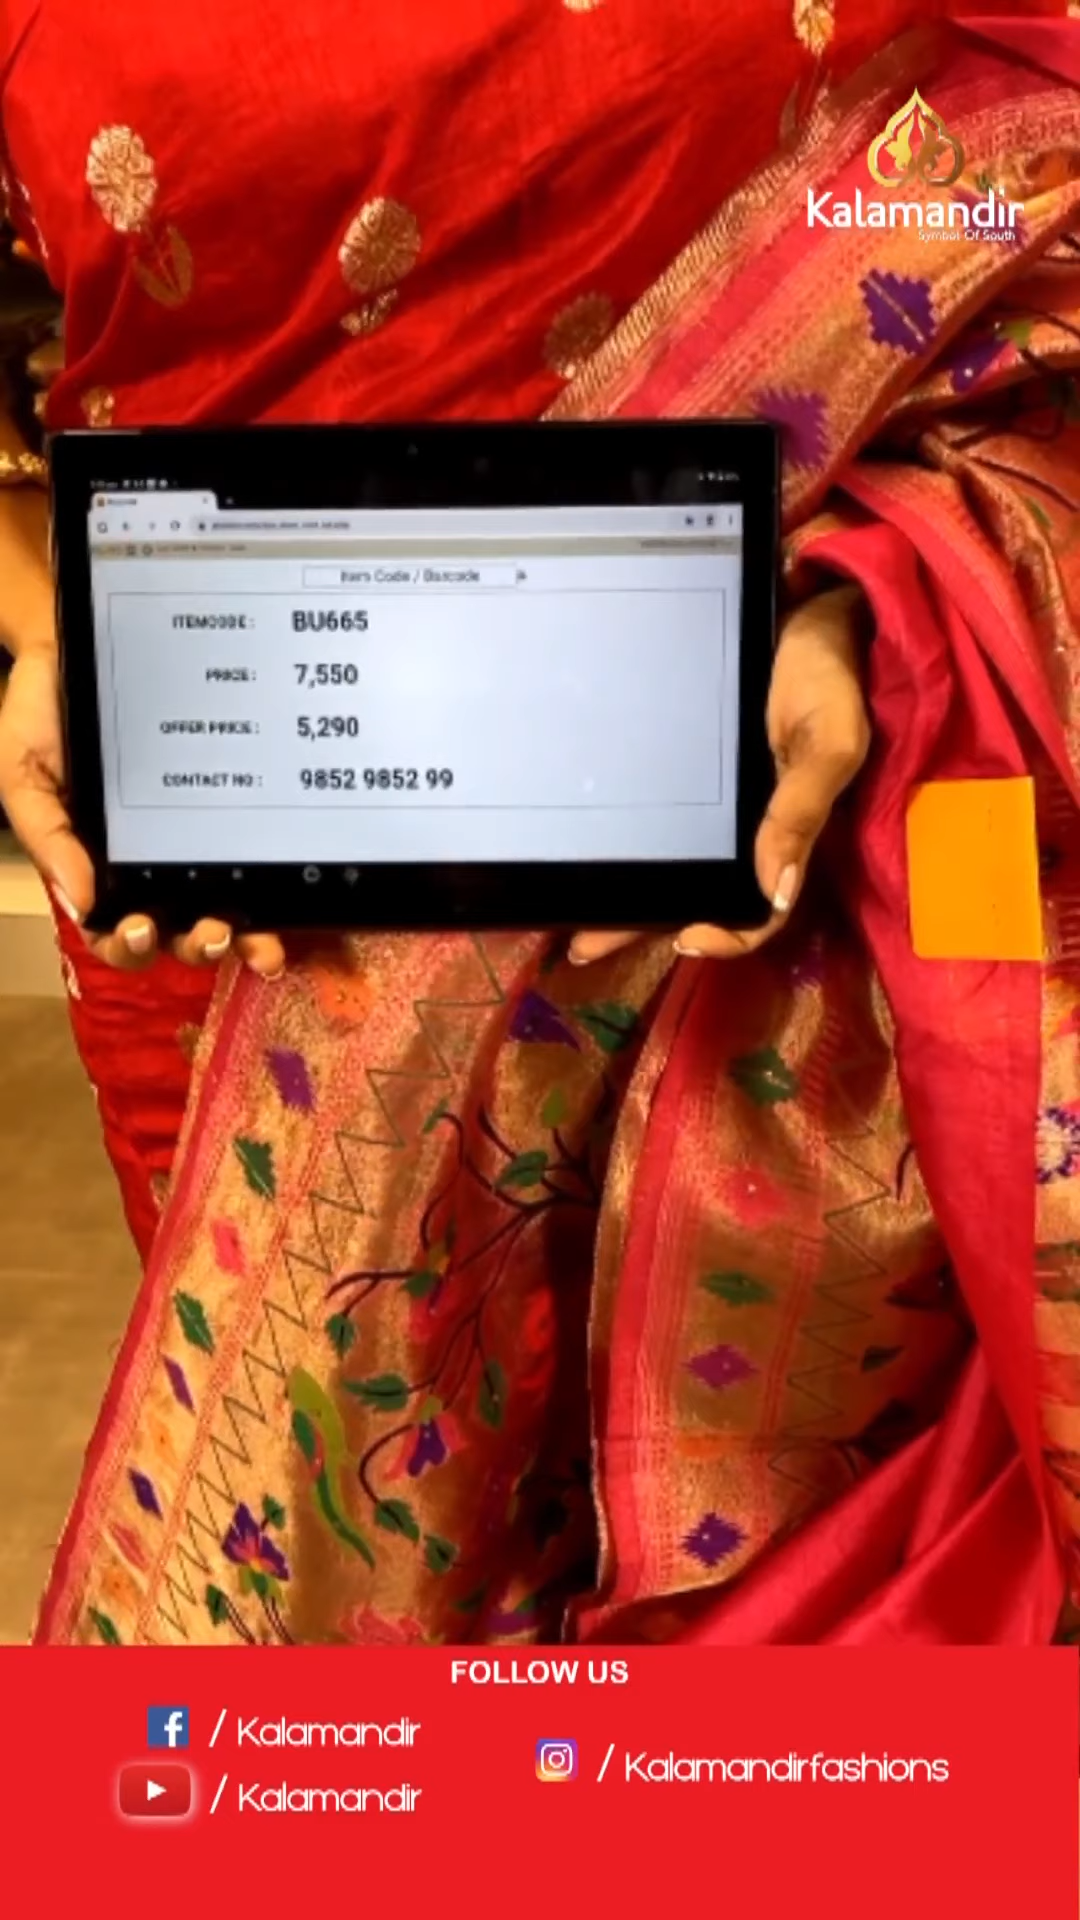 Kalamandir
Symbol Of South
Item Code / Barcode
ITEMCODE : BU665
PRICE : 7,550
OFFER PRICE : 5,290
CONTACT NO : 9852 9852 99
FOLLOW US
/ Kalamandir
/ Kalamandirfashions
/ Kalamandir